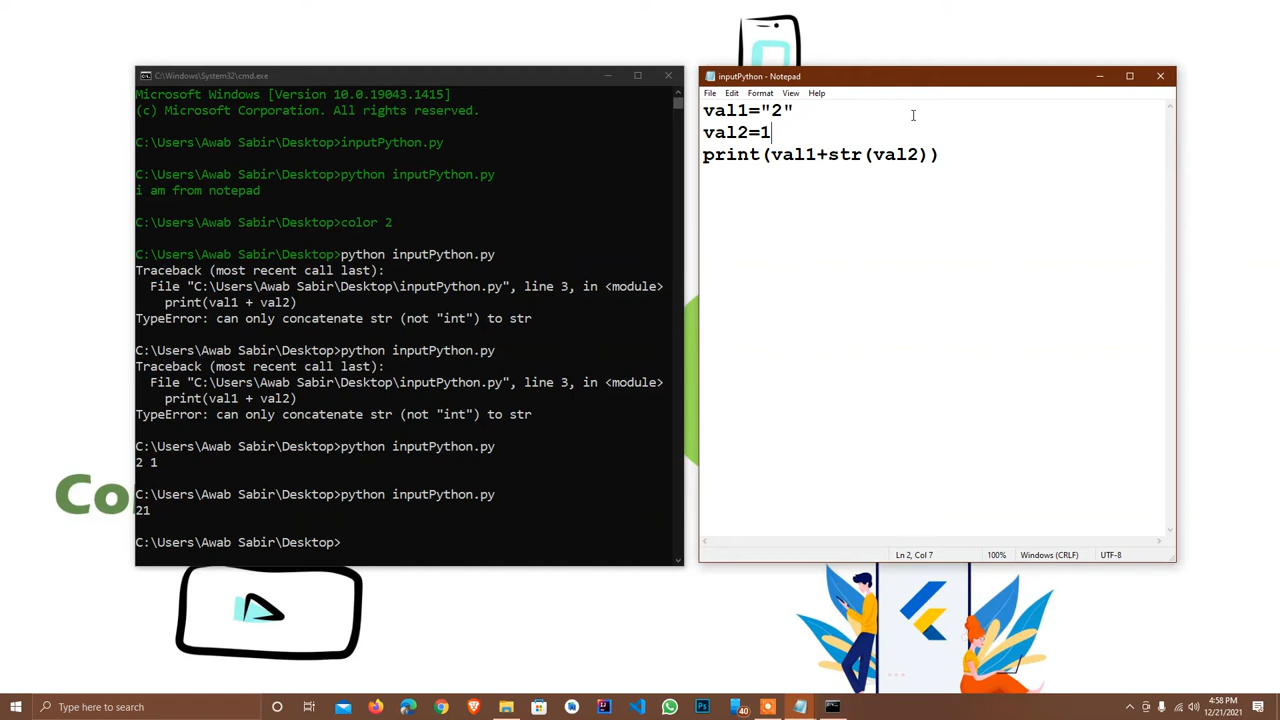 C:\Windows\System32\cmd.exe
Microsoft Windows [Version 10.0.19043.1415]
(c) Microsoft Corporation. All rights reserved.
C:\Users\Awab Sabir\Desktop>inputPython.py
C:\Users\Awab Sabir\Desktop>python inputPython.py
i am from notepad
C:\Users\Awab Sabir\Desktop>color 2
C:\Users\Awab Sabir\Desktop>python inputPython.py
Traceback (most recent call last):
File "C:\Users\Awab Sabir\Desktop\inputPython.py", line 3, in <module>
print(val1 + val2)
TypeError: can only concatenate str (not "int") to str
C:\Users\Awab Sabir\Desktop>python inputPython.py
Traceback (most recent call last):
File "C:\Users\Awab Sabir\Desktop\inputPython.py", line 3, in <module>
print(val1 + val2)
TypeError: can only concatenate str (not "int") to str
C:\Users\Awab Sabir\Desktop>python inputPython.py
2 1
C:\Users\Awab Sabir\Desktop>python inputPython.py
21
C:\Users\Awab Sabir\Desktop>
inputPython - Notepad
File Edit Format View Help
val1="2"
val2=1
print(val1+str(val2))
Ln 2, Col 7 100% Windows (CRLF) UTF-8
Co
Type here to search
40
4:58 PM
12/21/2021